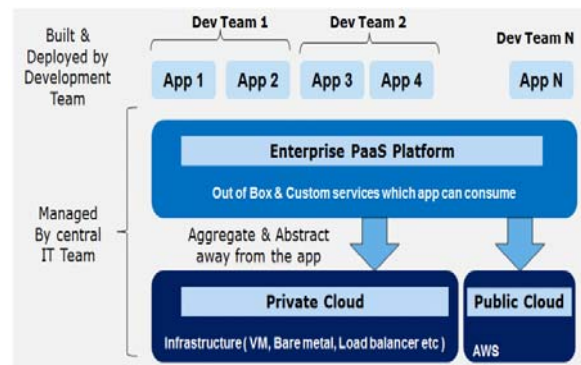 Built &
Deployed by
Development
Team
Dev Team 1
Dev Team 2
Dev Team N
App 1
App 2
App 3
App 4
App N
Enterprise PaaS Platform
Out of Box & Custom services which app can consume
Managed
By central
IT Team
Aggregate & Abstract
away from the app
Private Cloud
Infrastructure( VM, Bare metal, Load balancer etc )
Public Cloud
AWS